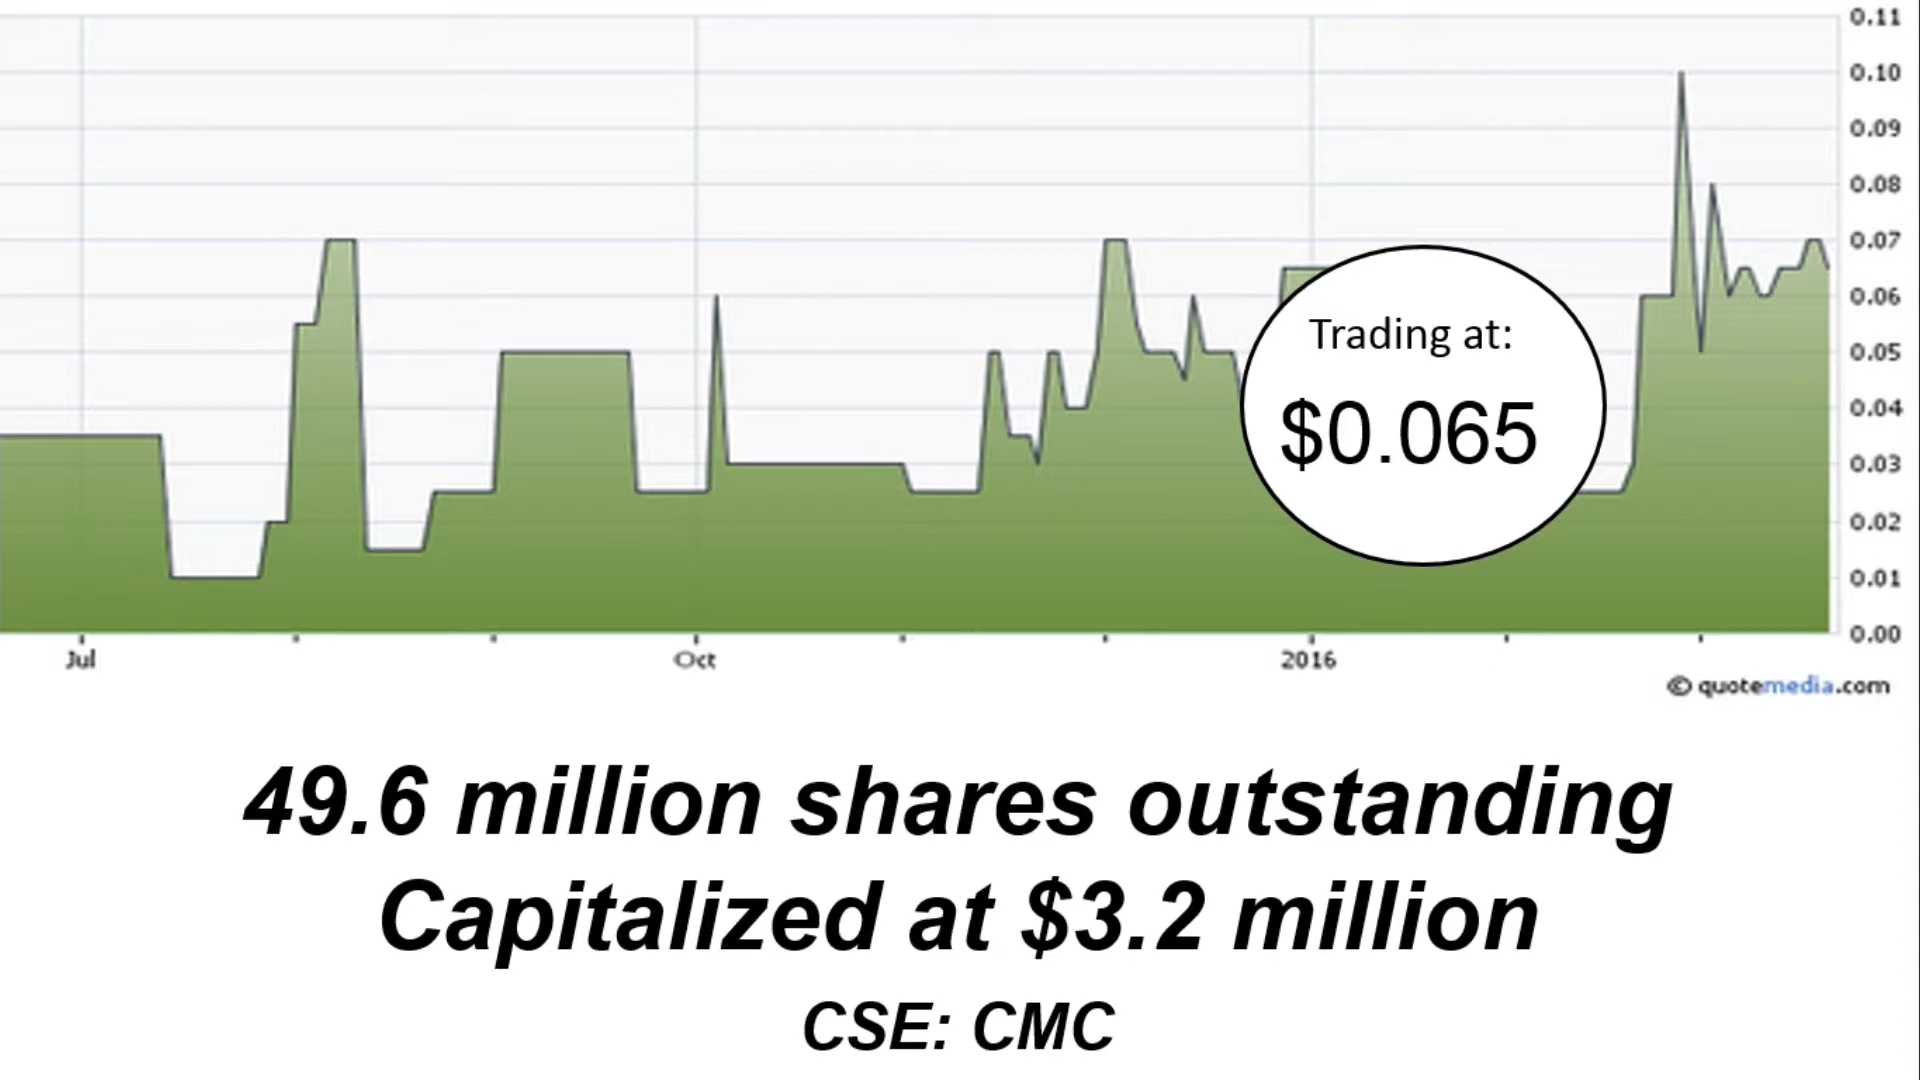 0.11
0.10
0.09
0.08
0.07
0.06
0.05
0.04
0.03
0.02
0.01
0.00
Trading at:
$0.065
Jul Oct 2016
© quotemedia.com
49.6 million shares outstanding
Capitalized at $3.2 million
CSE: CMC